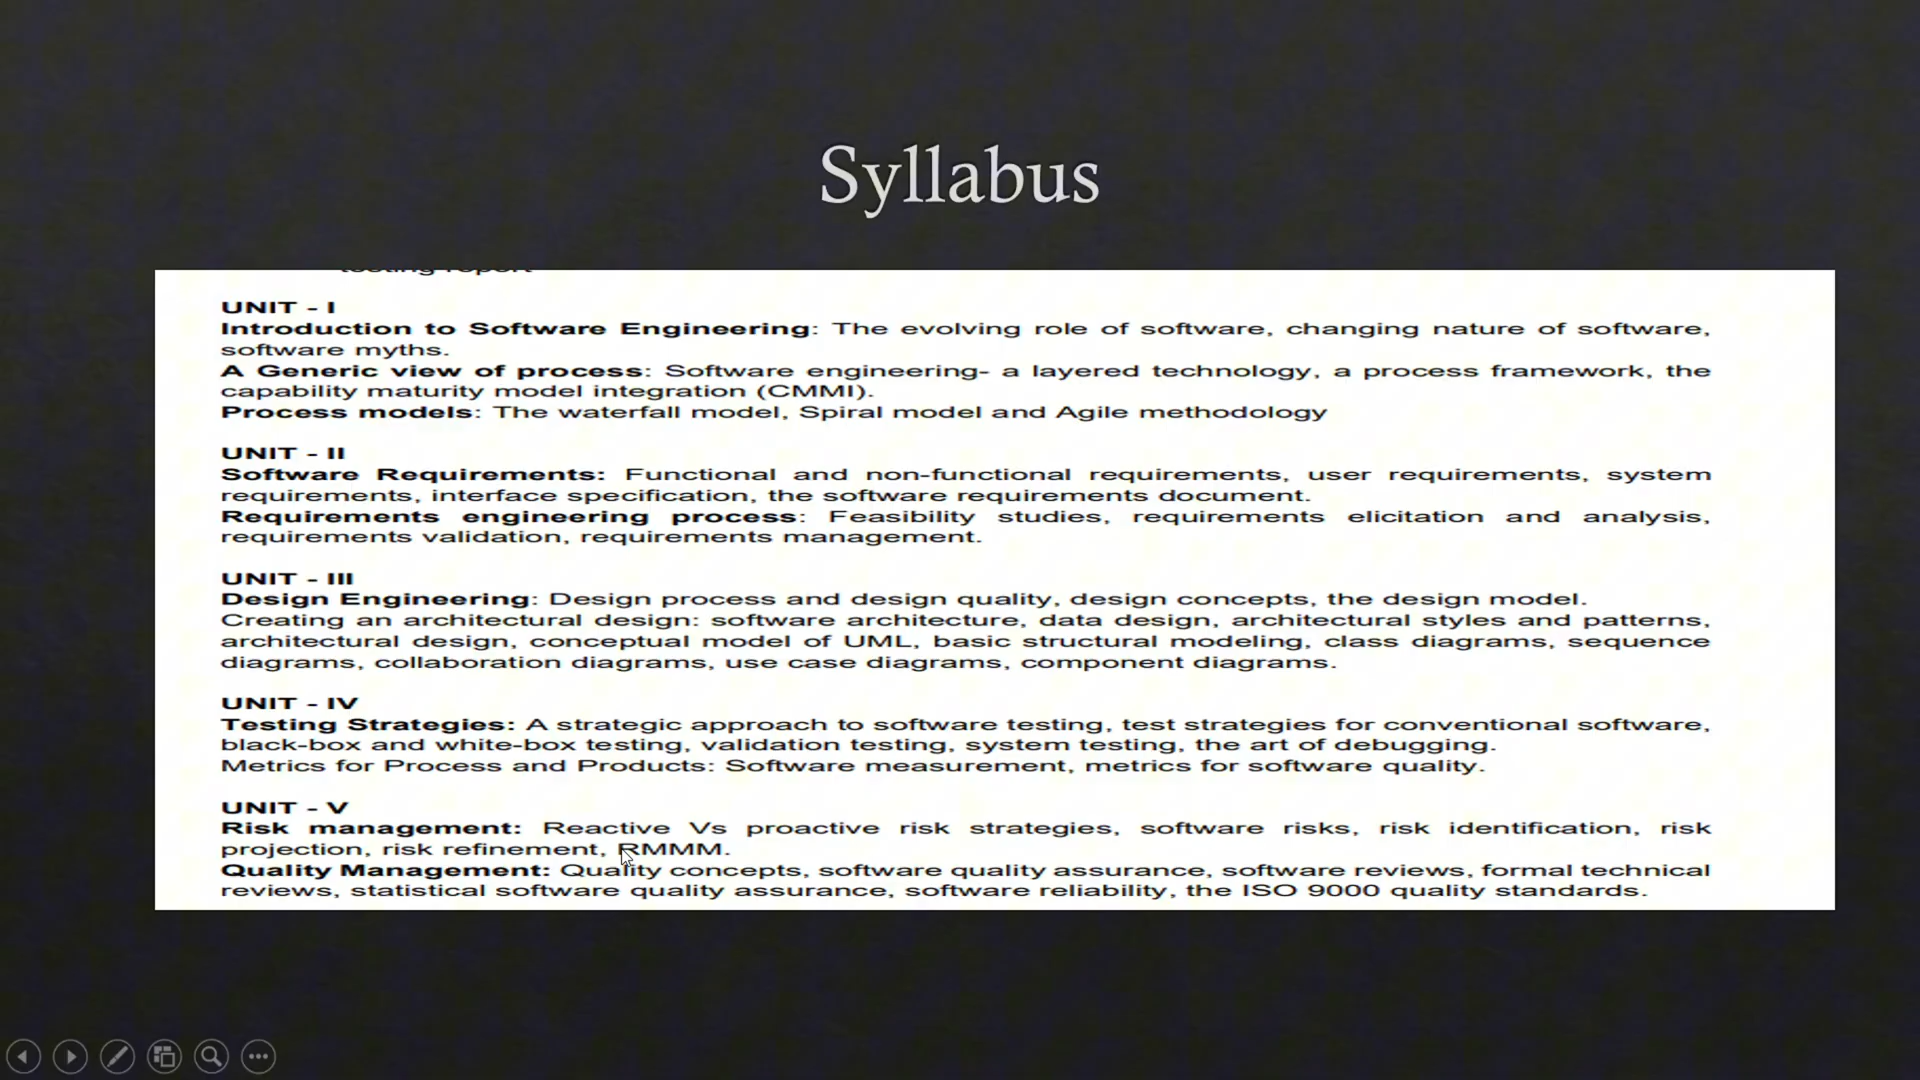 Syllabus
testing report
UNIT - I
Introduction to Software Engineering: The evolving role of software, changing nature of software,
software myths.
A Generic view of process: Software engineering- a layered technology, a process framework, the
capability maturity model integration (CMMI).
Process models: The waterfall model, Spiral model and Agile methodology
UNIT - II
Software Requirements: Functional and non-functional requirements, user requirements, system
requirements, interface specification, the software requirements document.
Requirements engineering process: Feasibility studies, requirements elicitation and analysis,
requirements validation, requirements management.
UNIT - III
Design Engineering: Design process and design quality, design concepts, the design model.
Creating an architectural design: software architecture, data design, architectural styles and patterns,
architectural design, conceptual model of UML, basic structural modeling, class diagrams, sequence
diagrams, collaboration diagrams, use case diagrams, component diagrams.
UNIT - IV
Testing Strategies: A strategic approach to software testing, test strategies for conventional software,
black-box and white-box testing, validation testing, system testing, the art of debugging.
Metrics for Process and Products: Software measurement, metrics for software quality.
UNIT - V
Risk management: Reactive Vs proactive risk strategies, software risks, risk identification, risk
projection, risk refinement, RMMM.
Quality Management: Quality concepts, software quality assurance, software reviews, formal technical
reviews, statistical software quality assurance, software reliability, the ISO 9000 quality standards.